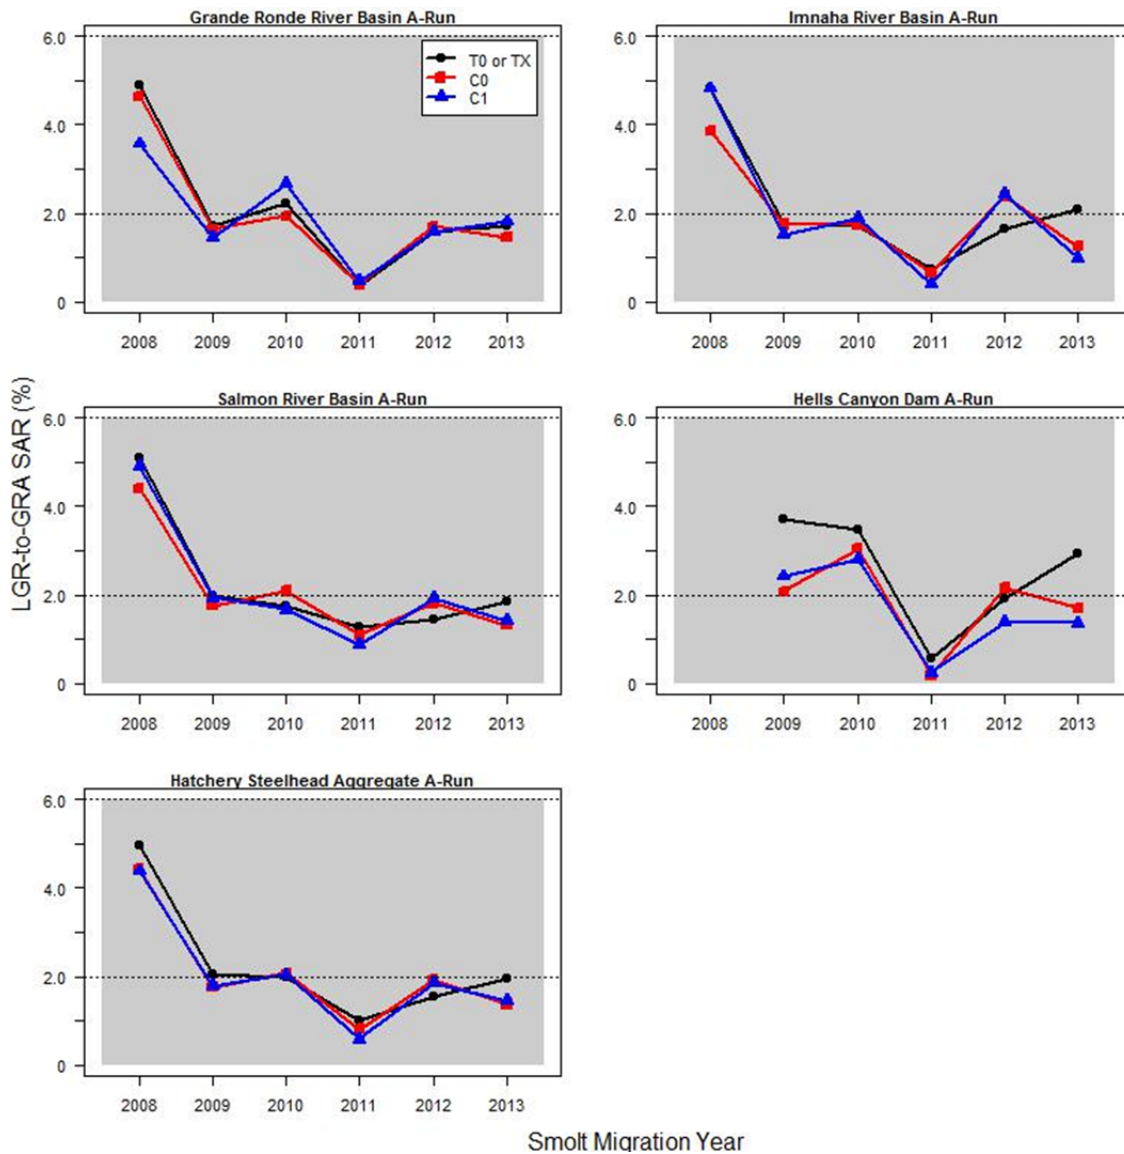 Grande Ronde River Basin A-Run
6.0
4.0
2.0
0
T0 or TX
C0
C1
2008 2009 2010 2011 2012 2013
Imnaha River Basin A-Run
6.0
4.0
2.0
0
2008 2009 2010 2011 2012 2013
LGR-to-GRA SAR (%)
Salmon River Basin A-Run
6.0
4.0
2.0
0
2008 2009 2010 2011 2012 2013
Hells Canyon Dam A-Run
6.0
4.0
2.0
0
2008 2009 2010 2011 2012 2013
Hatchery Steelhead Aggregate A-Run
6.0
4.0
2.0
0
2008 2009 2010 2011 2012 2013
Smolt Migration Year